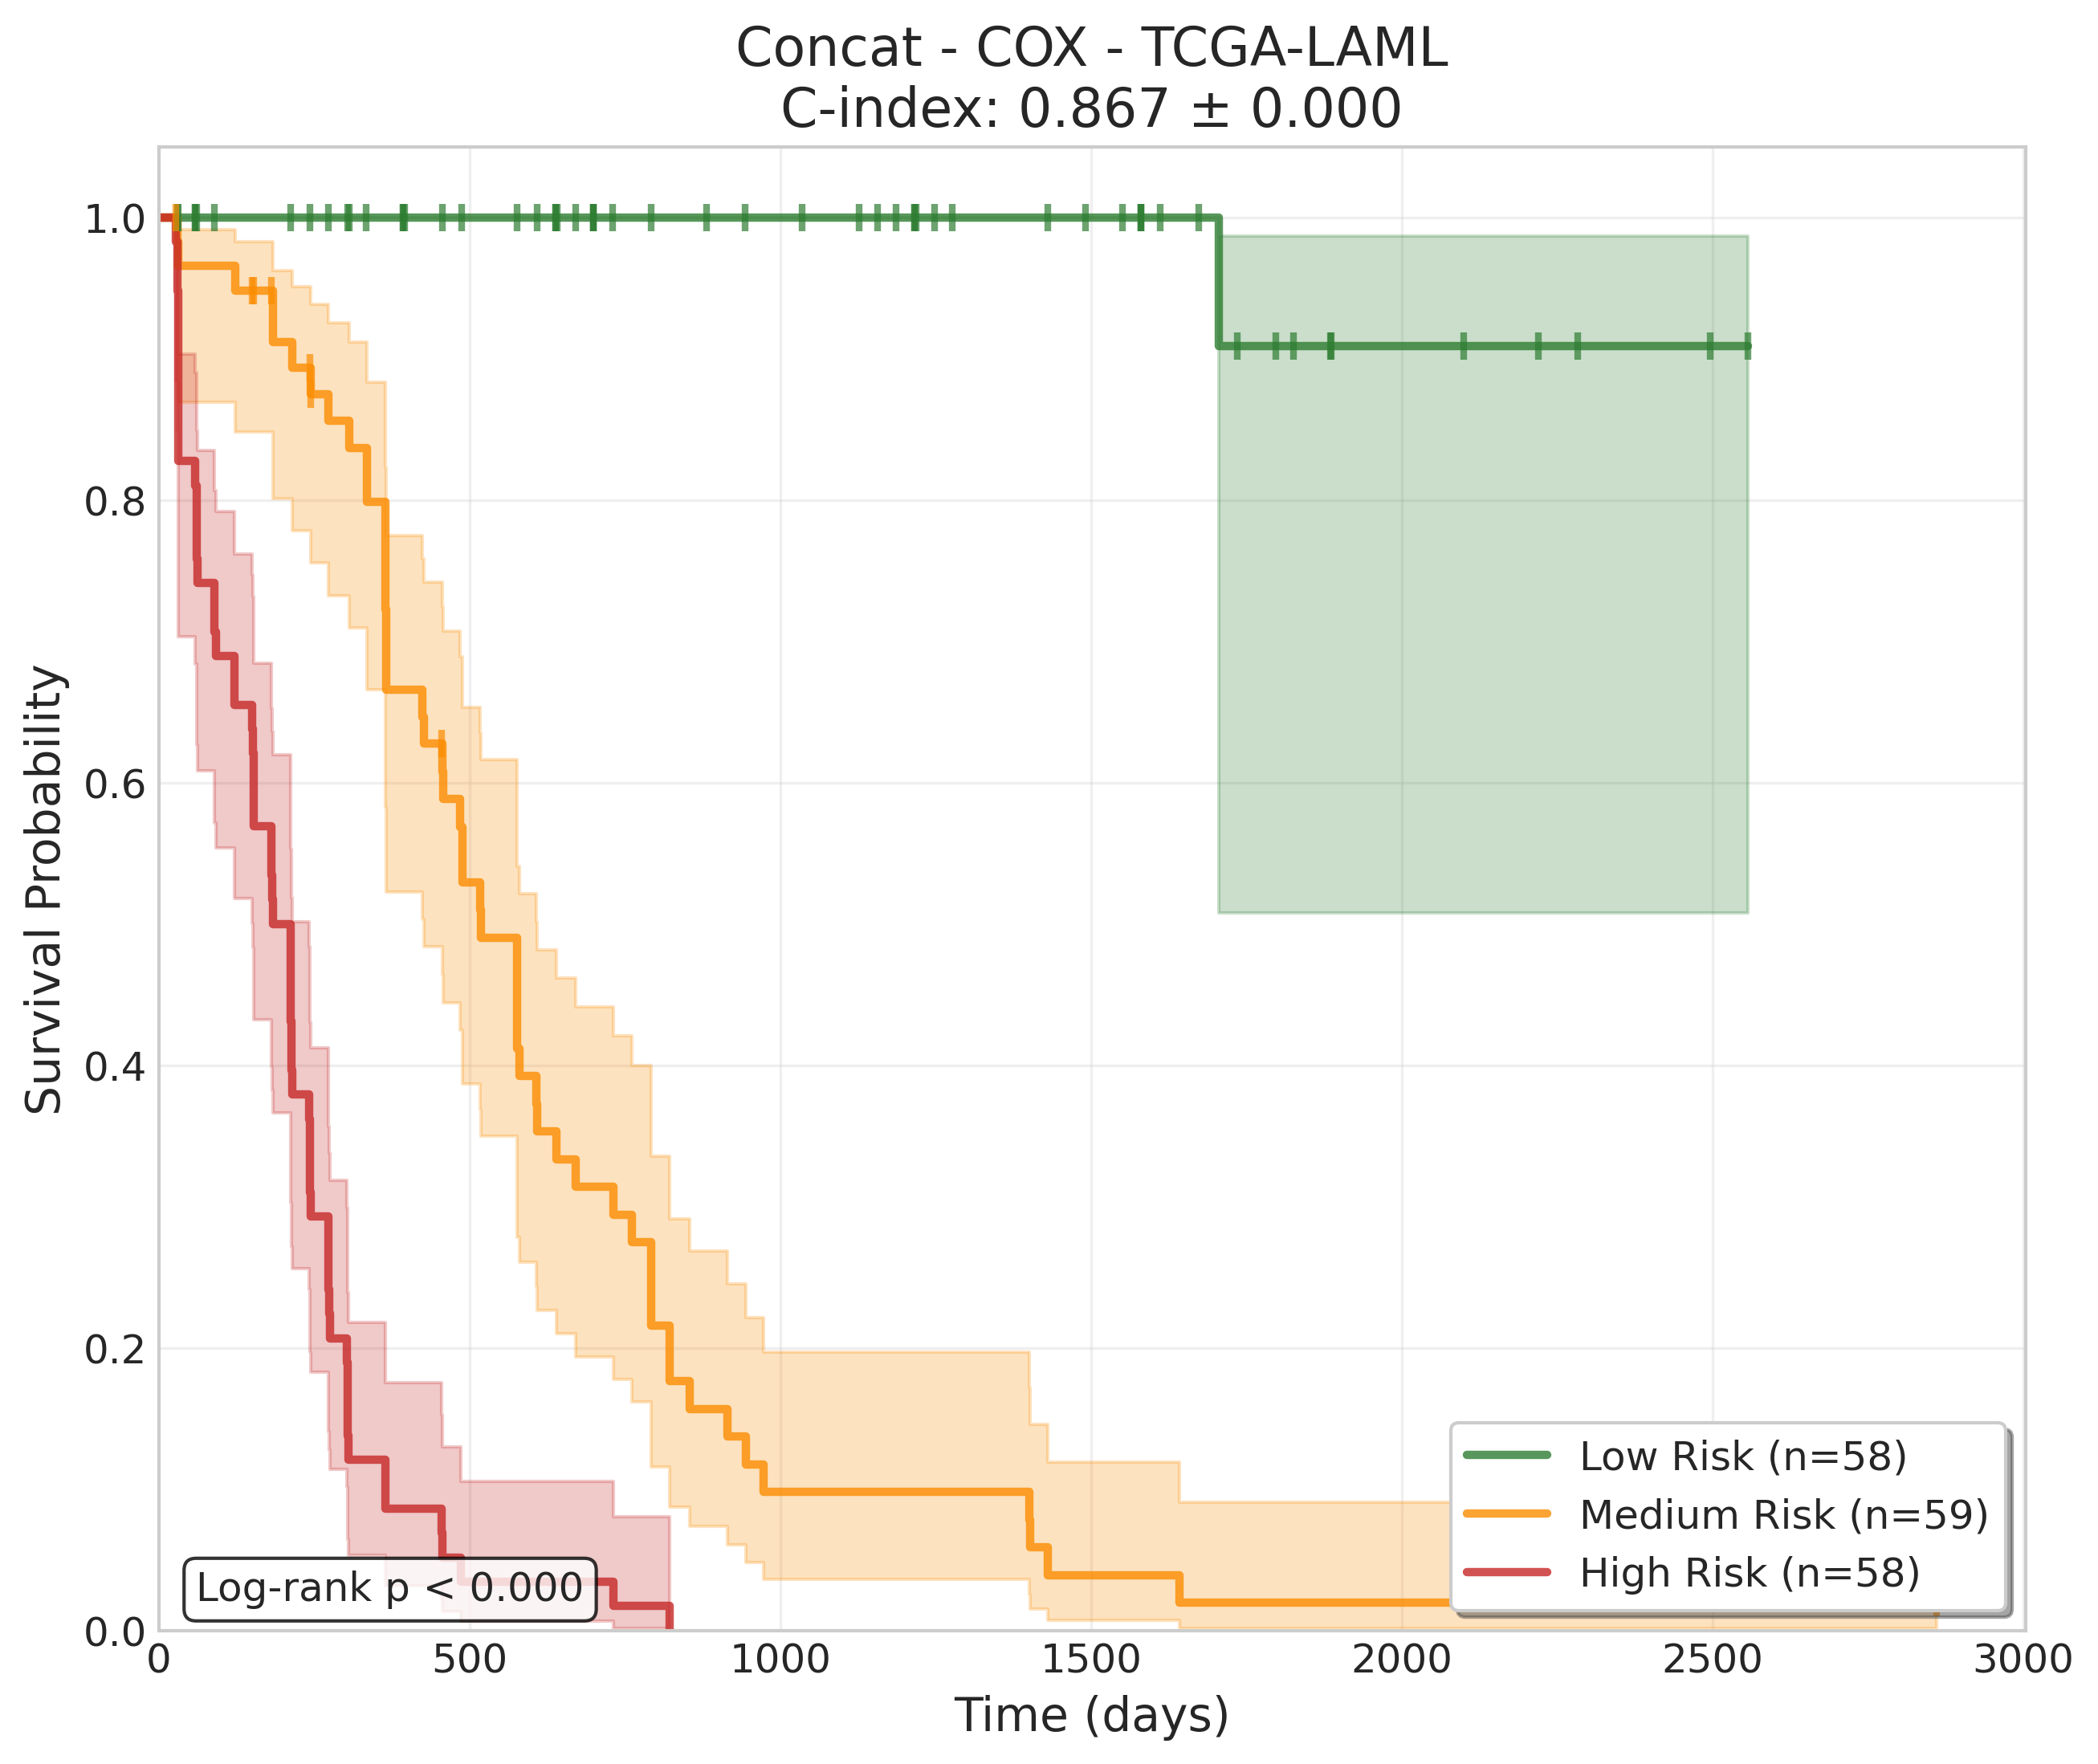 Concat - COX - TCGA-LAML
C-index: 0.867 ± 0.000
Survival Probability
1.0
0.8
0.6
0.4
0.2
0.0
Log-rank p < 0.000
Low Risk (n=58)
Medium Risk (n=59)
High Risk (n=58)
0 500 1000 1500 2000 2500 3000
Time (days)